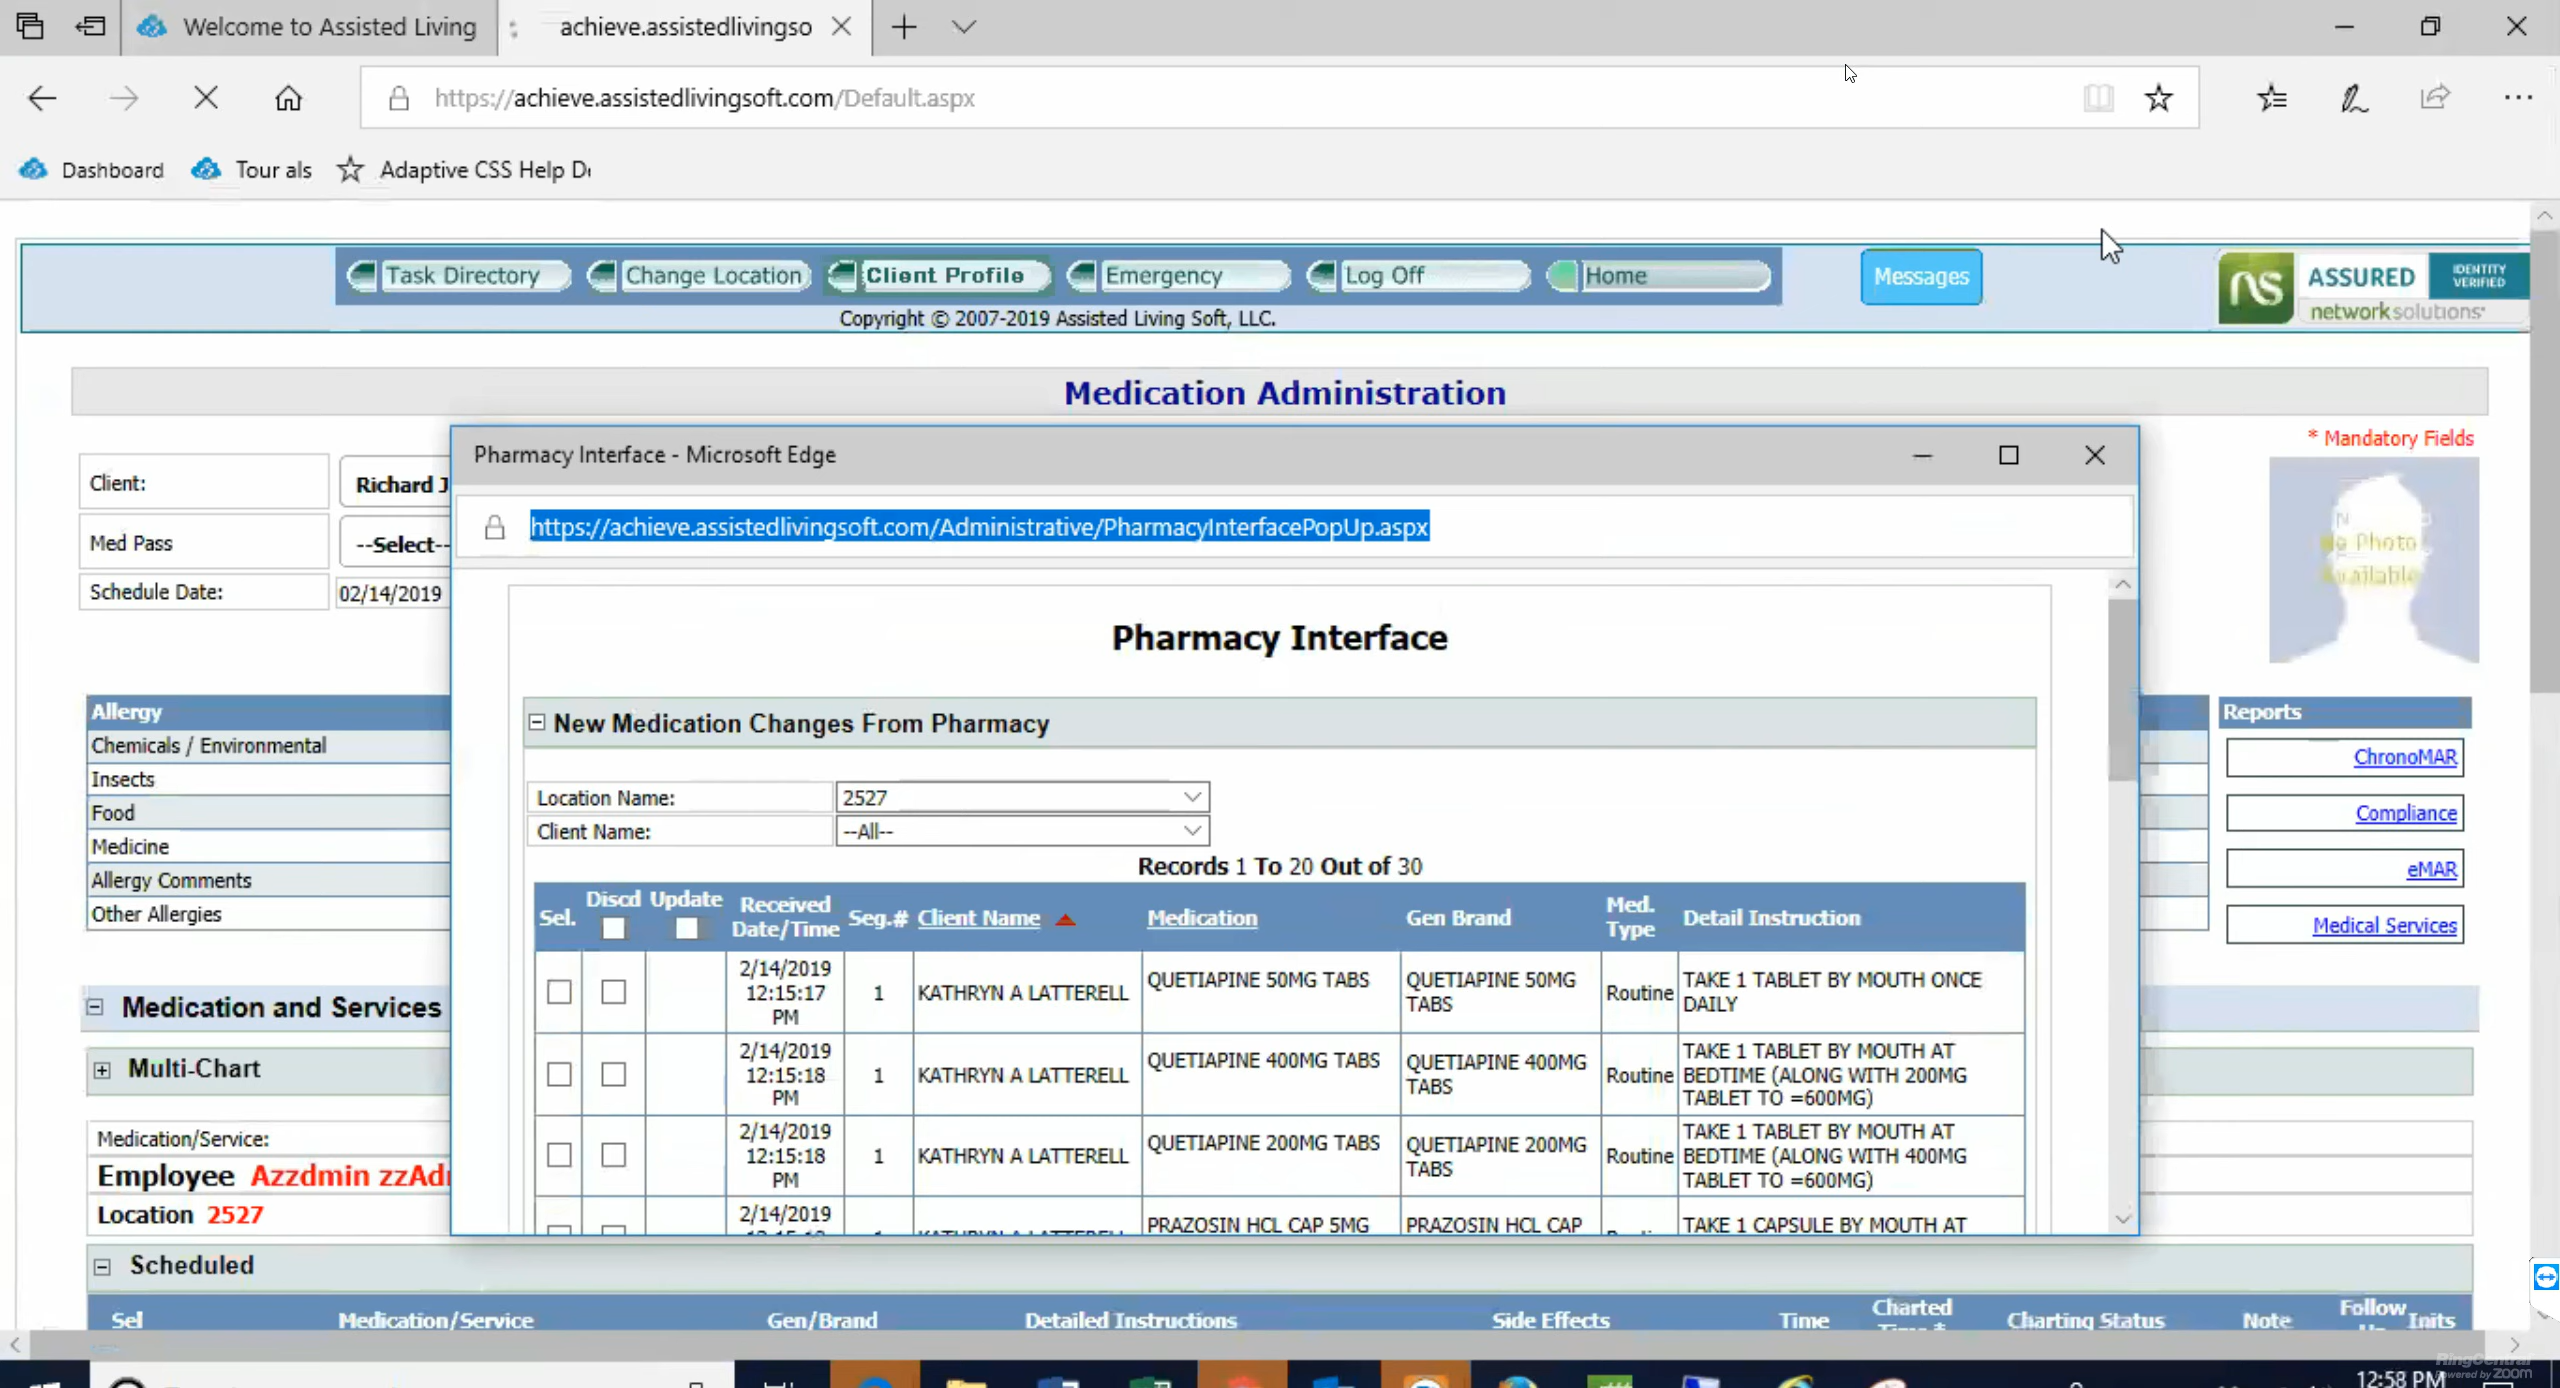 Welcome to Assisted Living
achieve.assistedlivingso
https://achieve.assistedlivingsoft.com/Default.aspx
Dashboard
Tour als
Adaptive CSS Help
Task Directory
Change Location
Client Profile
Emergency
Log Off
Home
Messages
ASSURED
IDENTITY
VERIFIED
networksolutions
Copyright © 2007-2019 Assisted Living Soft, LLC.
Medication Administration
* Mandatory Fields
Client:
Richard J
Med Pass
--Select--
Schedule Date:
02/14/2019
No Photo
Available
Allergy
Chemicals / Environmental
Insects
Food
Medicine
Allergy Comments
Other Allergies
Reports
ChronoMAR
Compliance
eMAR
Medical Services
Medication and Services
Multi-Chart
Medication/Service:
Employee Azzdmin
Location 2527
Scheduled
Sel
Medication/Service
Gen/Brand
Detailed Instructions
Side Effects
Time
Charted
Charting Status
Note
Follow
Inits
Pharmacy Interface - Microsoft Edge
https://achieve.assistedlivingsoft.com/Administrative/PharmacyInterfacePopUp.aspx
Pharmacy Interface
New Medication Changes From Pharmacy
Location Name:
2527
Client Name:
--All--
Records 1 To 20 Out of 30
Sel.
Discd
Update
Received
Date/Time
Seg.#
Client Name
Medication
Gen Brand
Med.
Type
Detail Instruction
2/14/2019
12:15:17
PM
1
KATHRYN A LATTERELL
QUETIAPINE 50MG TABS
QUETIAPINE 50MG
TABS
Routine
TAKE 1 TABLET BY MOUTH ONCE
DAILY
2/14/2019
12:15:18
PM
1
KATHRYN A LATTERELL
QUETIAPINE 400MG TABS
QUETIAPINE 400MG
TABS
Routine
TAKE 1 TABLET BY MOUTH AT
BEDTIME (ALONG WITH 200MG
TABLET TO =600MG)
2/14/2019
12:15:18
PM
1
KATHRYN A LATTERELL
QUETIAPINE 200MG TABS
QUETIAPINE 200MG
TABS
Routine
TAKE 1 TABLET BY MOUTH AT
BEDTIME (ALONG WITH 400MG
TABLET TO =600MG)
2/14/2019
PRAZOSIN HCL CAP 5MG
PRAZOSIN HCL CAP
TAKE 1 CAPSULE BY MOUTH AT
RingCentral
Powered by ZOOM
12:58 PM